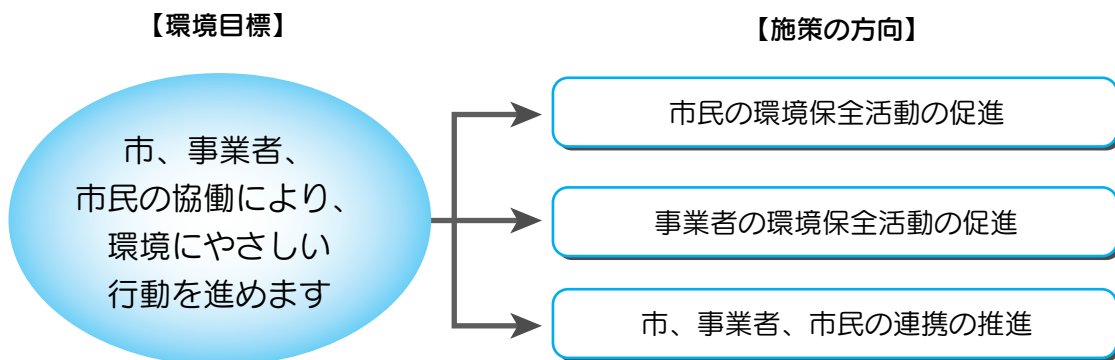 【環境目標】
【施策の方向】
市、事業者、
市民の協働により、
環境にやさしい
行動を進めます
市民の環境保全活動の促進
事業者の環境保全活動の促進
市、事業者、市民の連携の推進